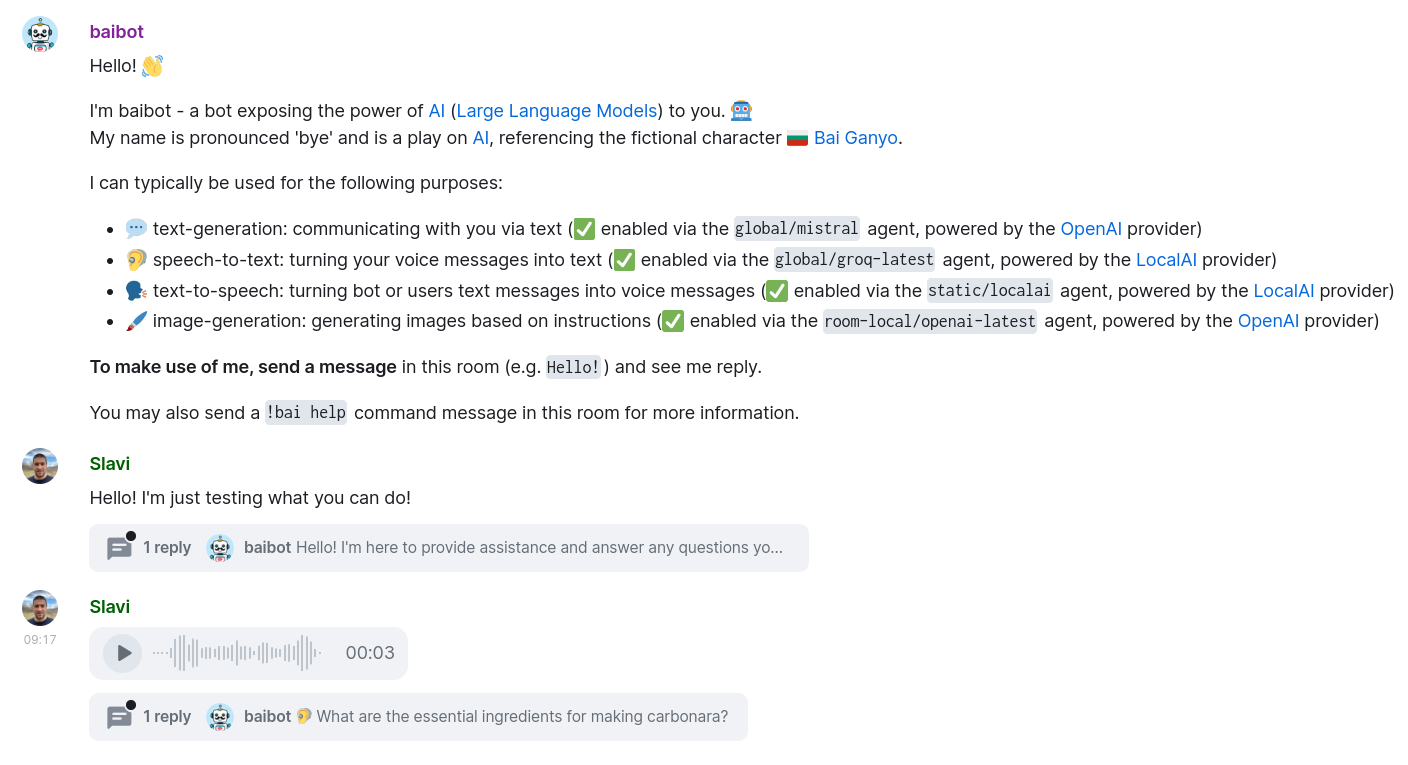 baibot
Hello! 👋
I'm baibot - a bot exposing the power of AI (Large Language Models) to you. 🤖
My name is pronounced 'bye' and is a play on AI, referencing the fictional character 🇧🇬 Bai Ganyo.
I can typically be used for the following purposes:
• 💬 text-generation: communicating with you via text (✅ enabled via the global/mistral agent, powered by the OpenAI provider)
• 🦻 speech-to-text: turning your voice messages into text (✅ enabled via the global/groq-latest agent, powered by the LocalAI provider)
• 🗣️ text-to-speech: turning bot or users text messages into voice messages (✅ enabled via the static/localai agent, powered by the LocalAI provider)
• 🖌️ image-generation: generating images based on instructions (✅ enabled via the room-local/openai-latest agent, powered by the OpenAI provider)
To make use of me, send a message in this room (e.g. Hello!) and see me reply.
You may also send a !bai help command message in this room for more information.
Slavi
Hello! I'm just testing what you can do!
1 reply baibot Hello! I'm here to provide assistance and answer any questions yo...
Slavi
09:17
00:03
1 reply baibot 🦻 What are the essential ingredients for making carbonara?